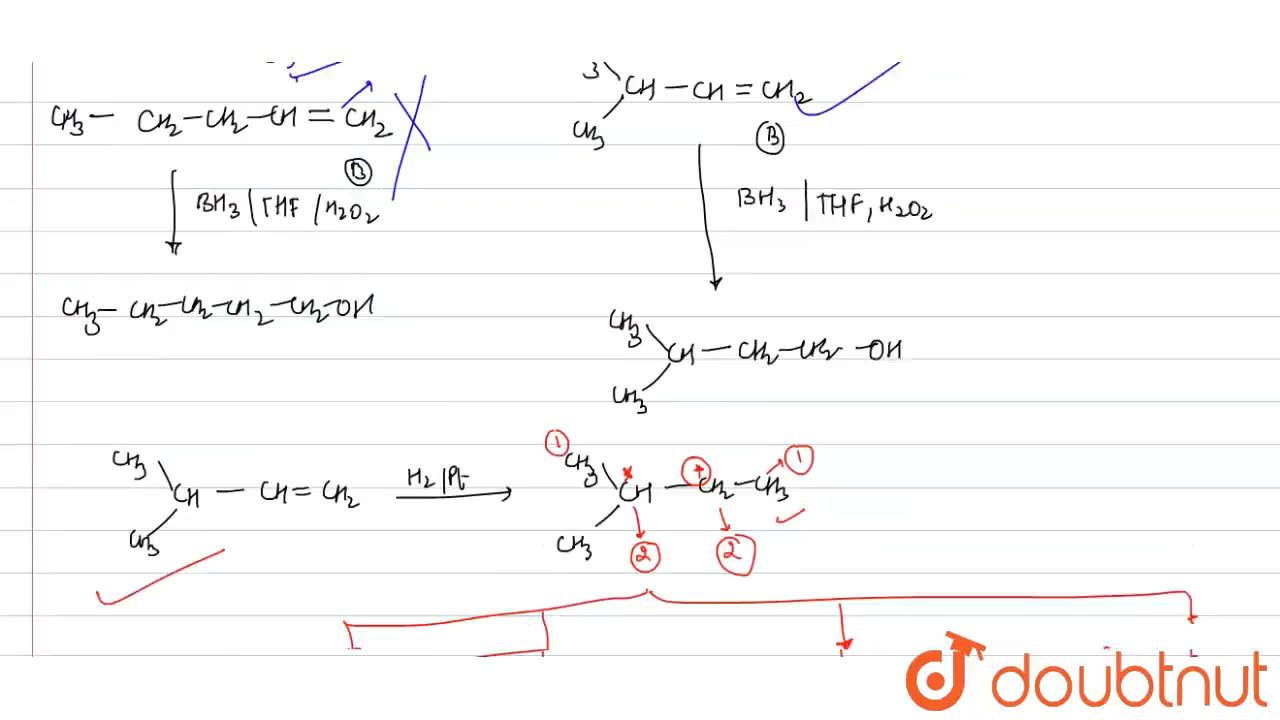 CH3 - CH2-CH2-CH=CH2
B
BH3 | THF / H2O2
CH3 - CH2-CH2-CH2-CH2-OH
3
CH - CH = CH2
CH3
B
BH3 | THF, H2O2
CH3
CH - CH2-CH2-OH
CH3
CH3
CH - CH=CH2
CH3
H2 | Pt
1
CH3
*
CH - CH2-CH3
*
1
CH3
2
2
doubtnut